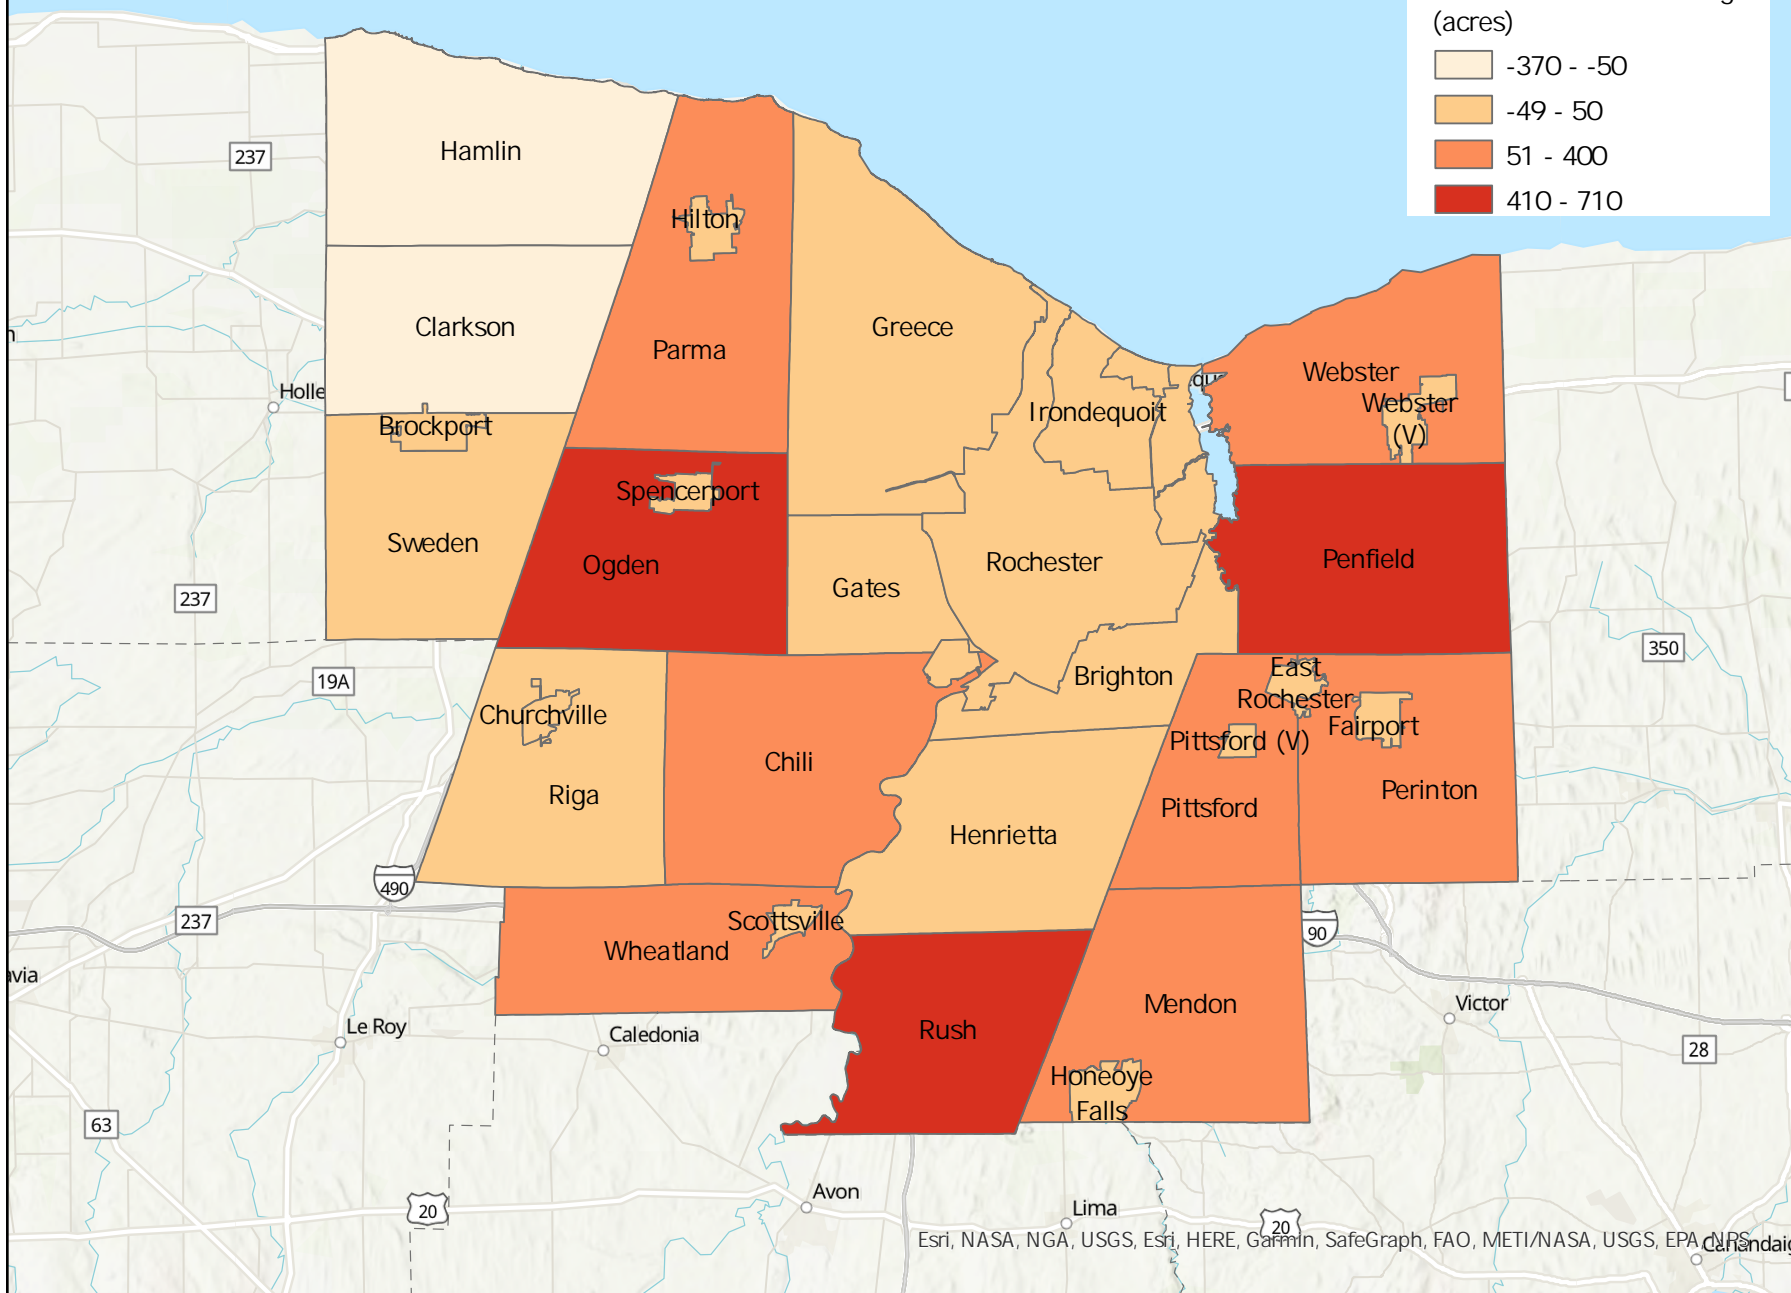 (acres)
-370 - -50
-49 - 50
51 - 400
410 - 710
Hamlin
237
Hilton
Clarkson
Greece
Parma
Webster
Holle
Webster
(V)
Irondequoit
Brockport
Spencerport
Sweden
Ogden
Rochester
Penfield
Gates
237
350
19A
East
Rochester
Brighton
Churchville
Fairport
Pittsford (V)
Chili
Riga
Perinton
Pittsford
Henrietta
490
237
Scottsville
Wheatland
90
avia
Mendon
Victor
Le Roy
Caledonia
Rush
28
Honeoye
Falls
63
Avon
Lima
20
20
Esri, NASA, NGA, USGS, Esri, HERE, Garmin, SafeGraph, FAO, METI/NASA, USGS, EPA, NPS
Canandaig